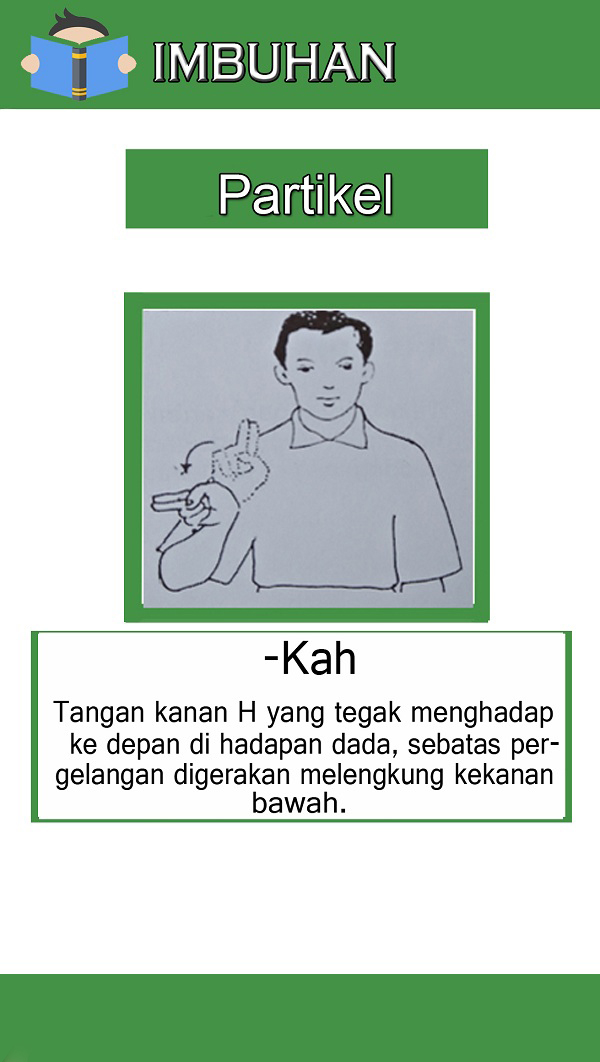 IMBUHAN
Partikel
-Kah
Tangan kanan H yang tegak menghadap
ke depan di hadapan dada, sebatas per-
gelangan digerakan melengkung kekanan
bawah.